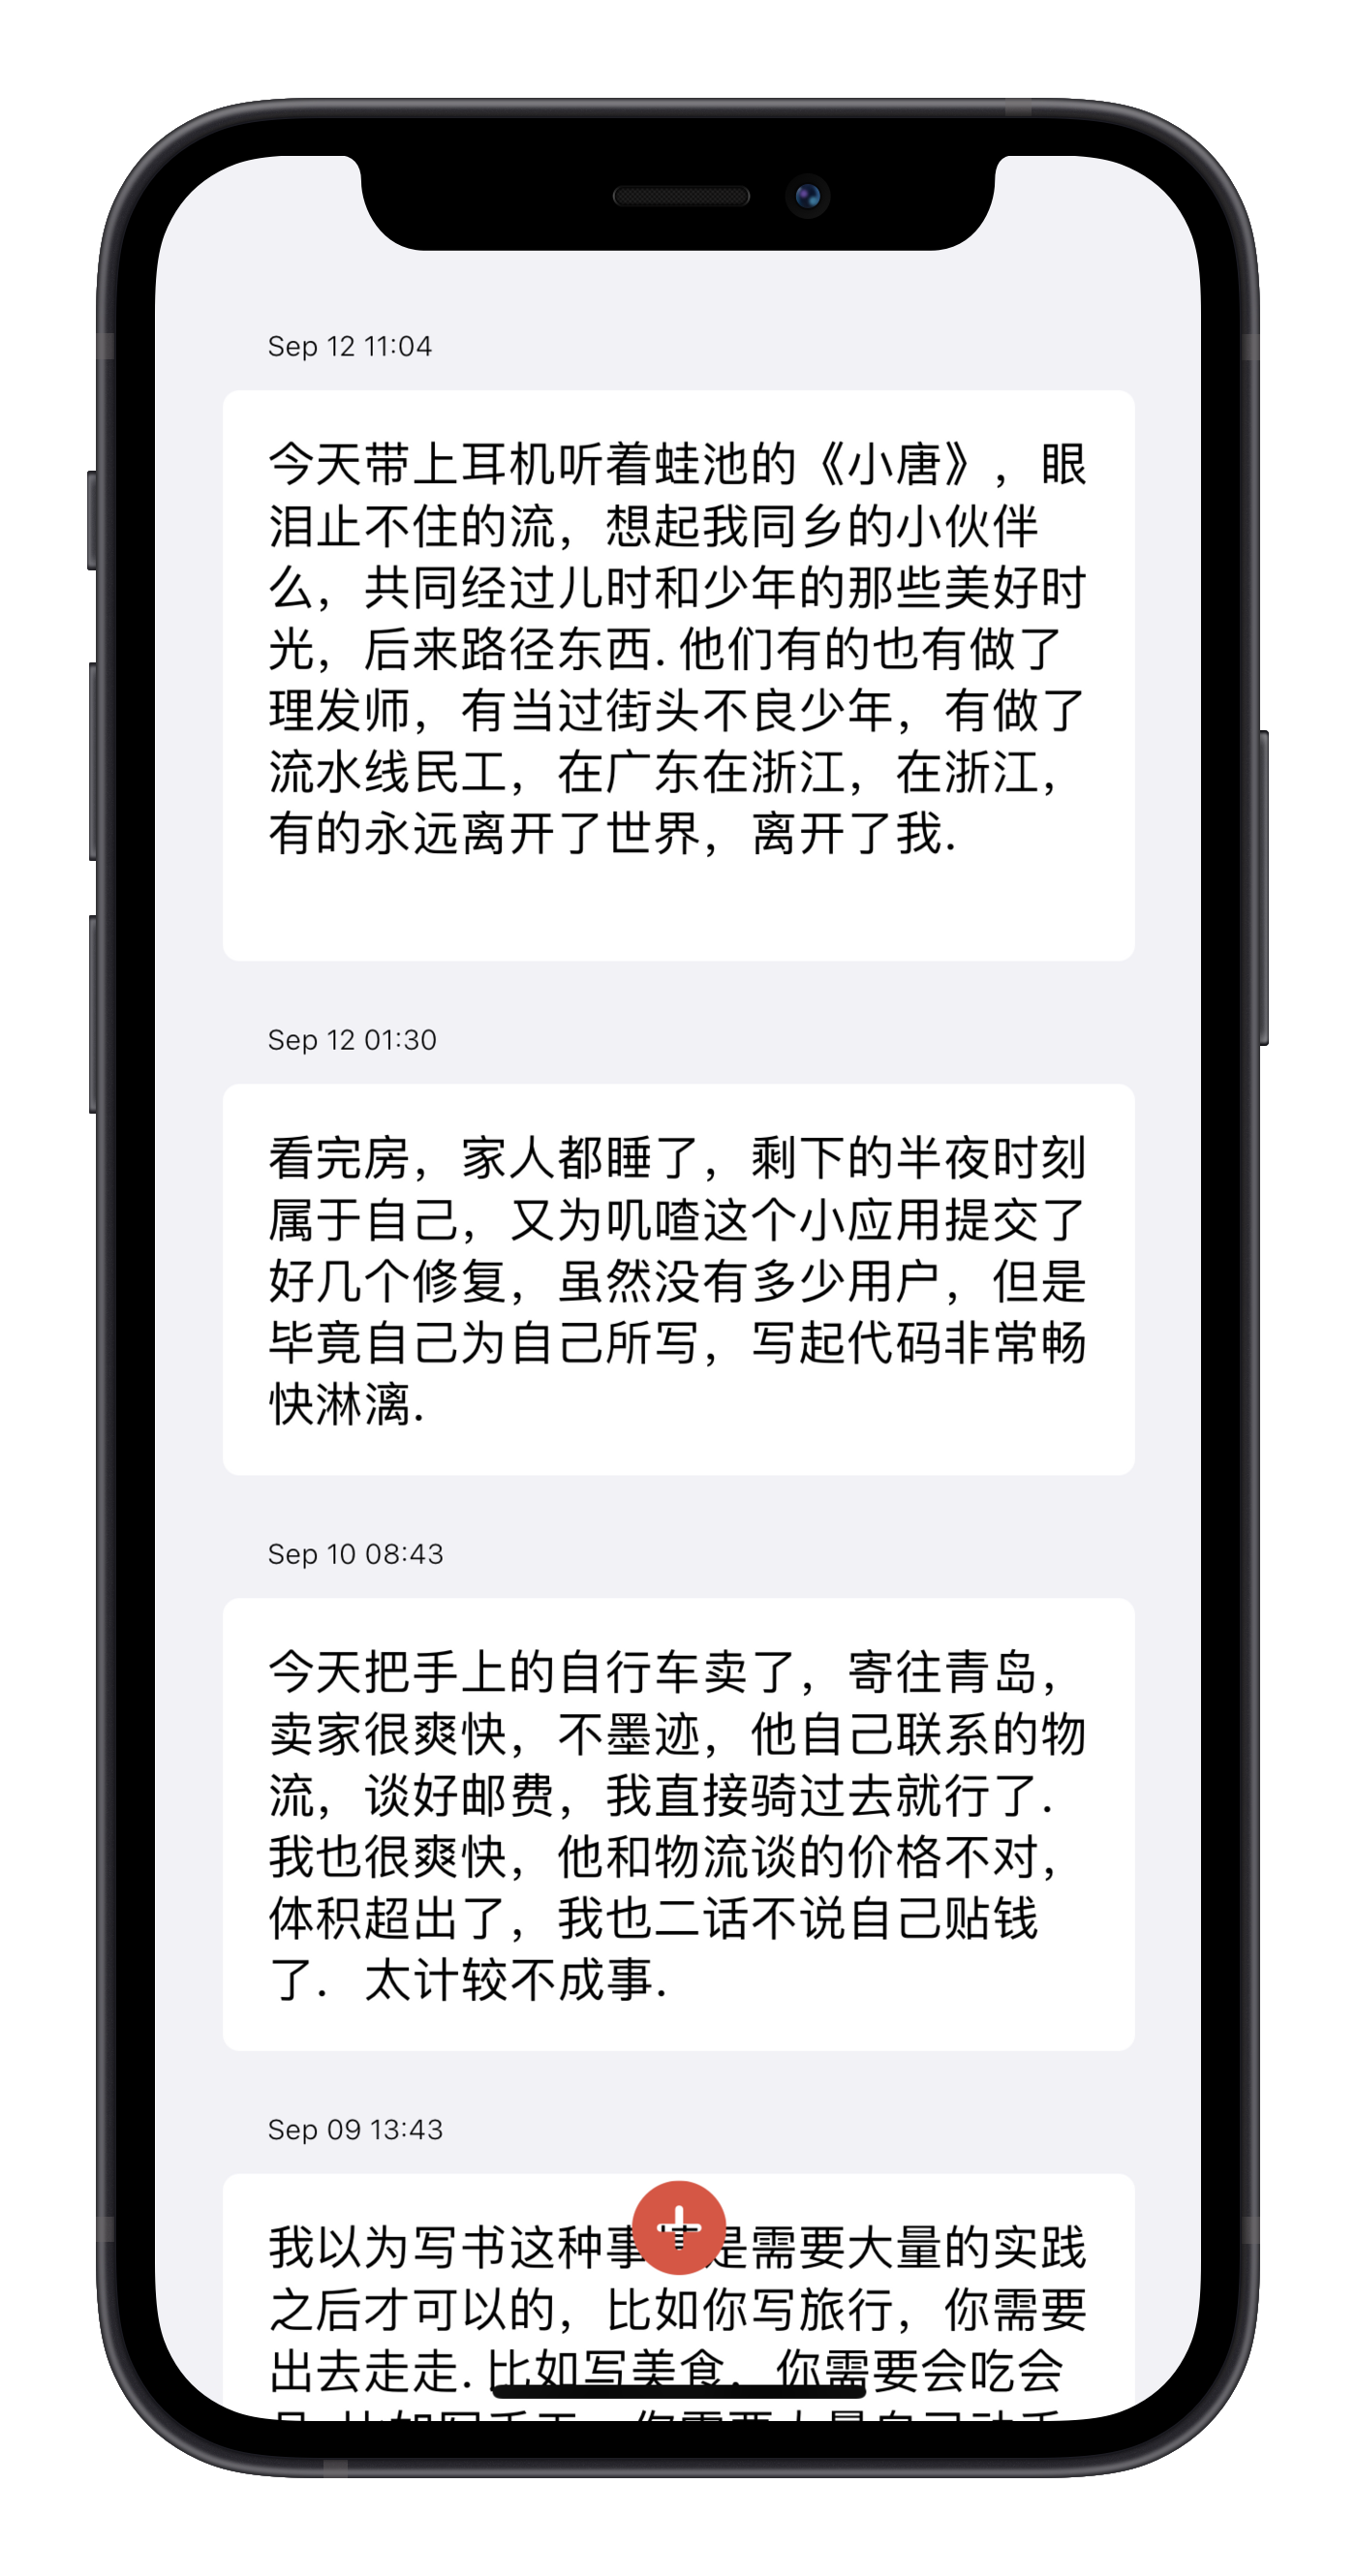 Sep 12 11:04
今天带上耳机听着蛙池的《小唐》，眼
泪止不住的流，想起我同乡的小伙伴
么，共同经过儿时和少年的那些美好时
光，后来路径东西. 他们有的也有做了
理发师，有当过街头不良少年，有做了
流水线民工，在广东在浙江，在浙江，
有的永远离开了世界，离开了我.
Sep 12 01:30
看完房，家人都睡了，剩下的半夜时刻
属于自己，又为叽喳这个小应用提交了
好几个修复，虽然没有多少用户，但是
毕竟自己为自己所写，写起代码非常畅
快淋漓.
Sep 10 08:43
今天把手上的自行车卖了，寄往青岛，
卖家很爽快，不墨迹，他自己联系的物
流，谈好邮费，我直接骑过去就行了.
我也很爽快，他和物流谈的价格不对，
体积超出了，我也二话不说自己贴钱
了. 太计较不成事.
Sep 09 13:43
我以为写书这种事是需要大量的实践
之后才可以的，比如你写旅行，你需要
出去走走. 比如写美食，你需要会吃会